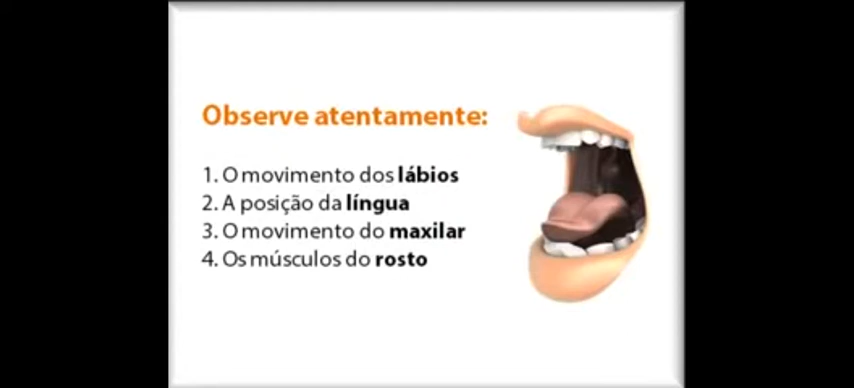 Observe atentamente:
1. O movimento dos lábios
2. A posição da língua
3. O movimento do maxilar
4. Os músculos do rosto